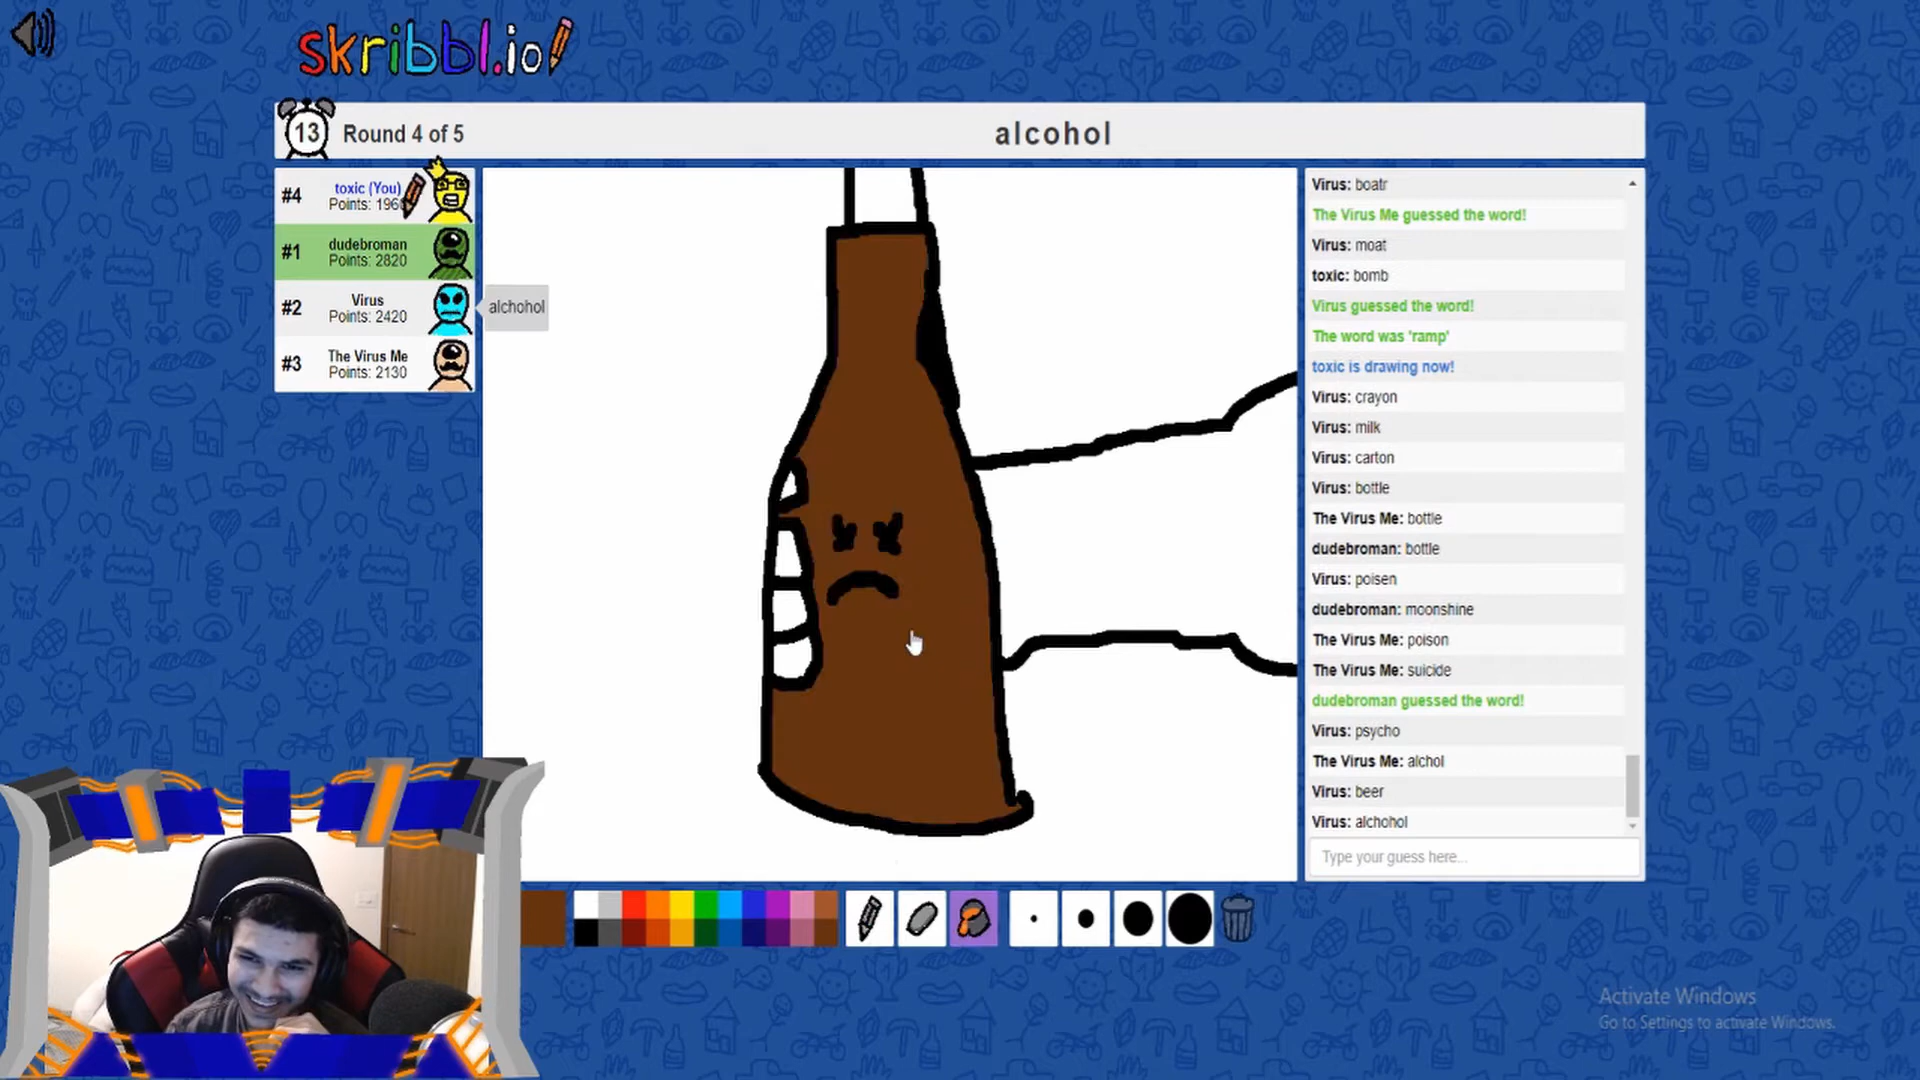 skribbl.io
13
Round 4 of 5
alcohol
#4
toxic (You)
Points: 196
#1
dudebroman
Points: 2820
#2
Virus
Points: 2420
#3
The Virus Me
Points: 2130
alchohol
Virus: boatr
The Virus Me guessed the word!
Virus: moat
toxic: bomb
Virus guessed the word!
The word was 'ramp'
toxic is drawing now!
Virus: crayon
Virus: milk
Virus: carton
Virus: bottle
The Virus Me: bottle
dudebroman: bottle
Virus: poisen
dudebroman: moonshine
The Virus Me: poison
The Virus Me: suicide
dudebroman guessed the word!
Virus: psycho
The Virus Me: alchol
Virus: beer
Virus: alchohol
Type your guess here...
Activate Windows
Go to Settings to activate Windows.